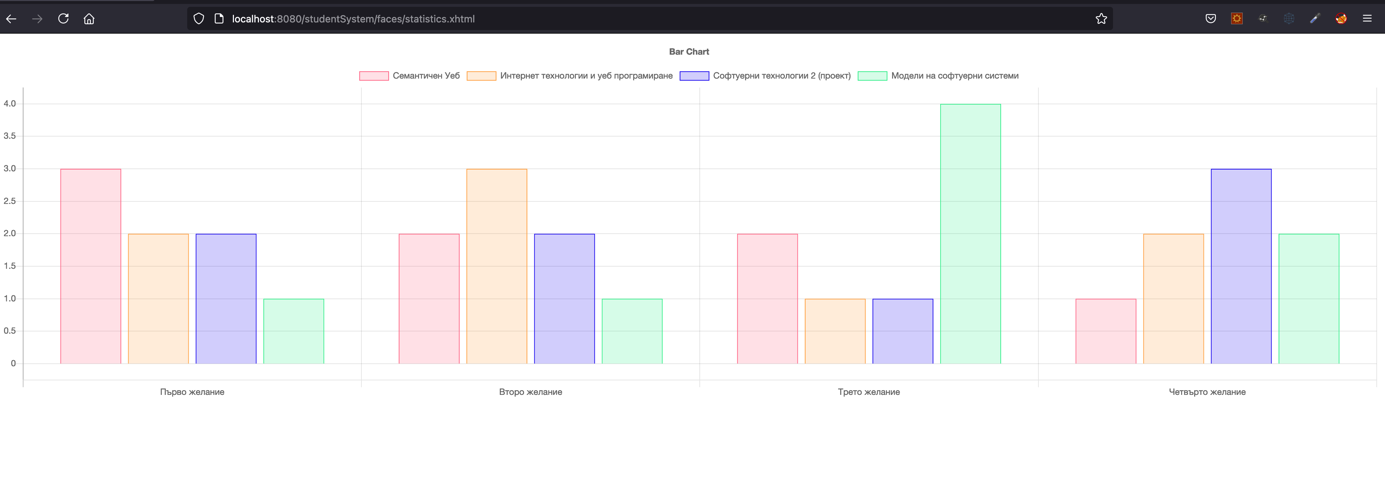 localhost:8080/studentSystem/faces/statistics.xhtml
Bar Chart
Семантичен Уеб Интернет технологии и уеб програмиране Софтуерни технологии 2 (проект) Модели на софтуерни системи
4.0
3.5
3.0
2.5
2.0
1.5
1.0
0.5
0
Първо желание Второ желание Трето желание Четвърто желание